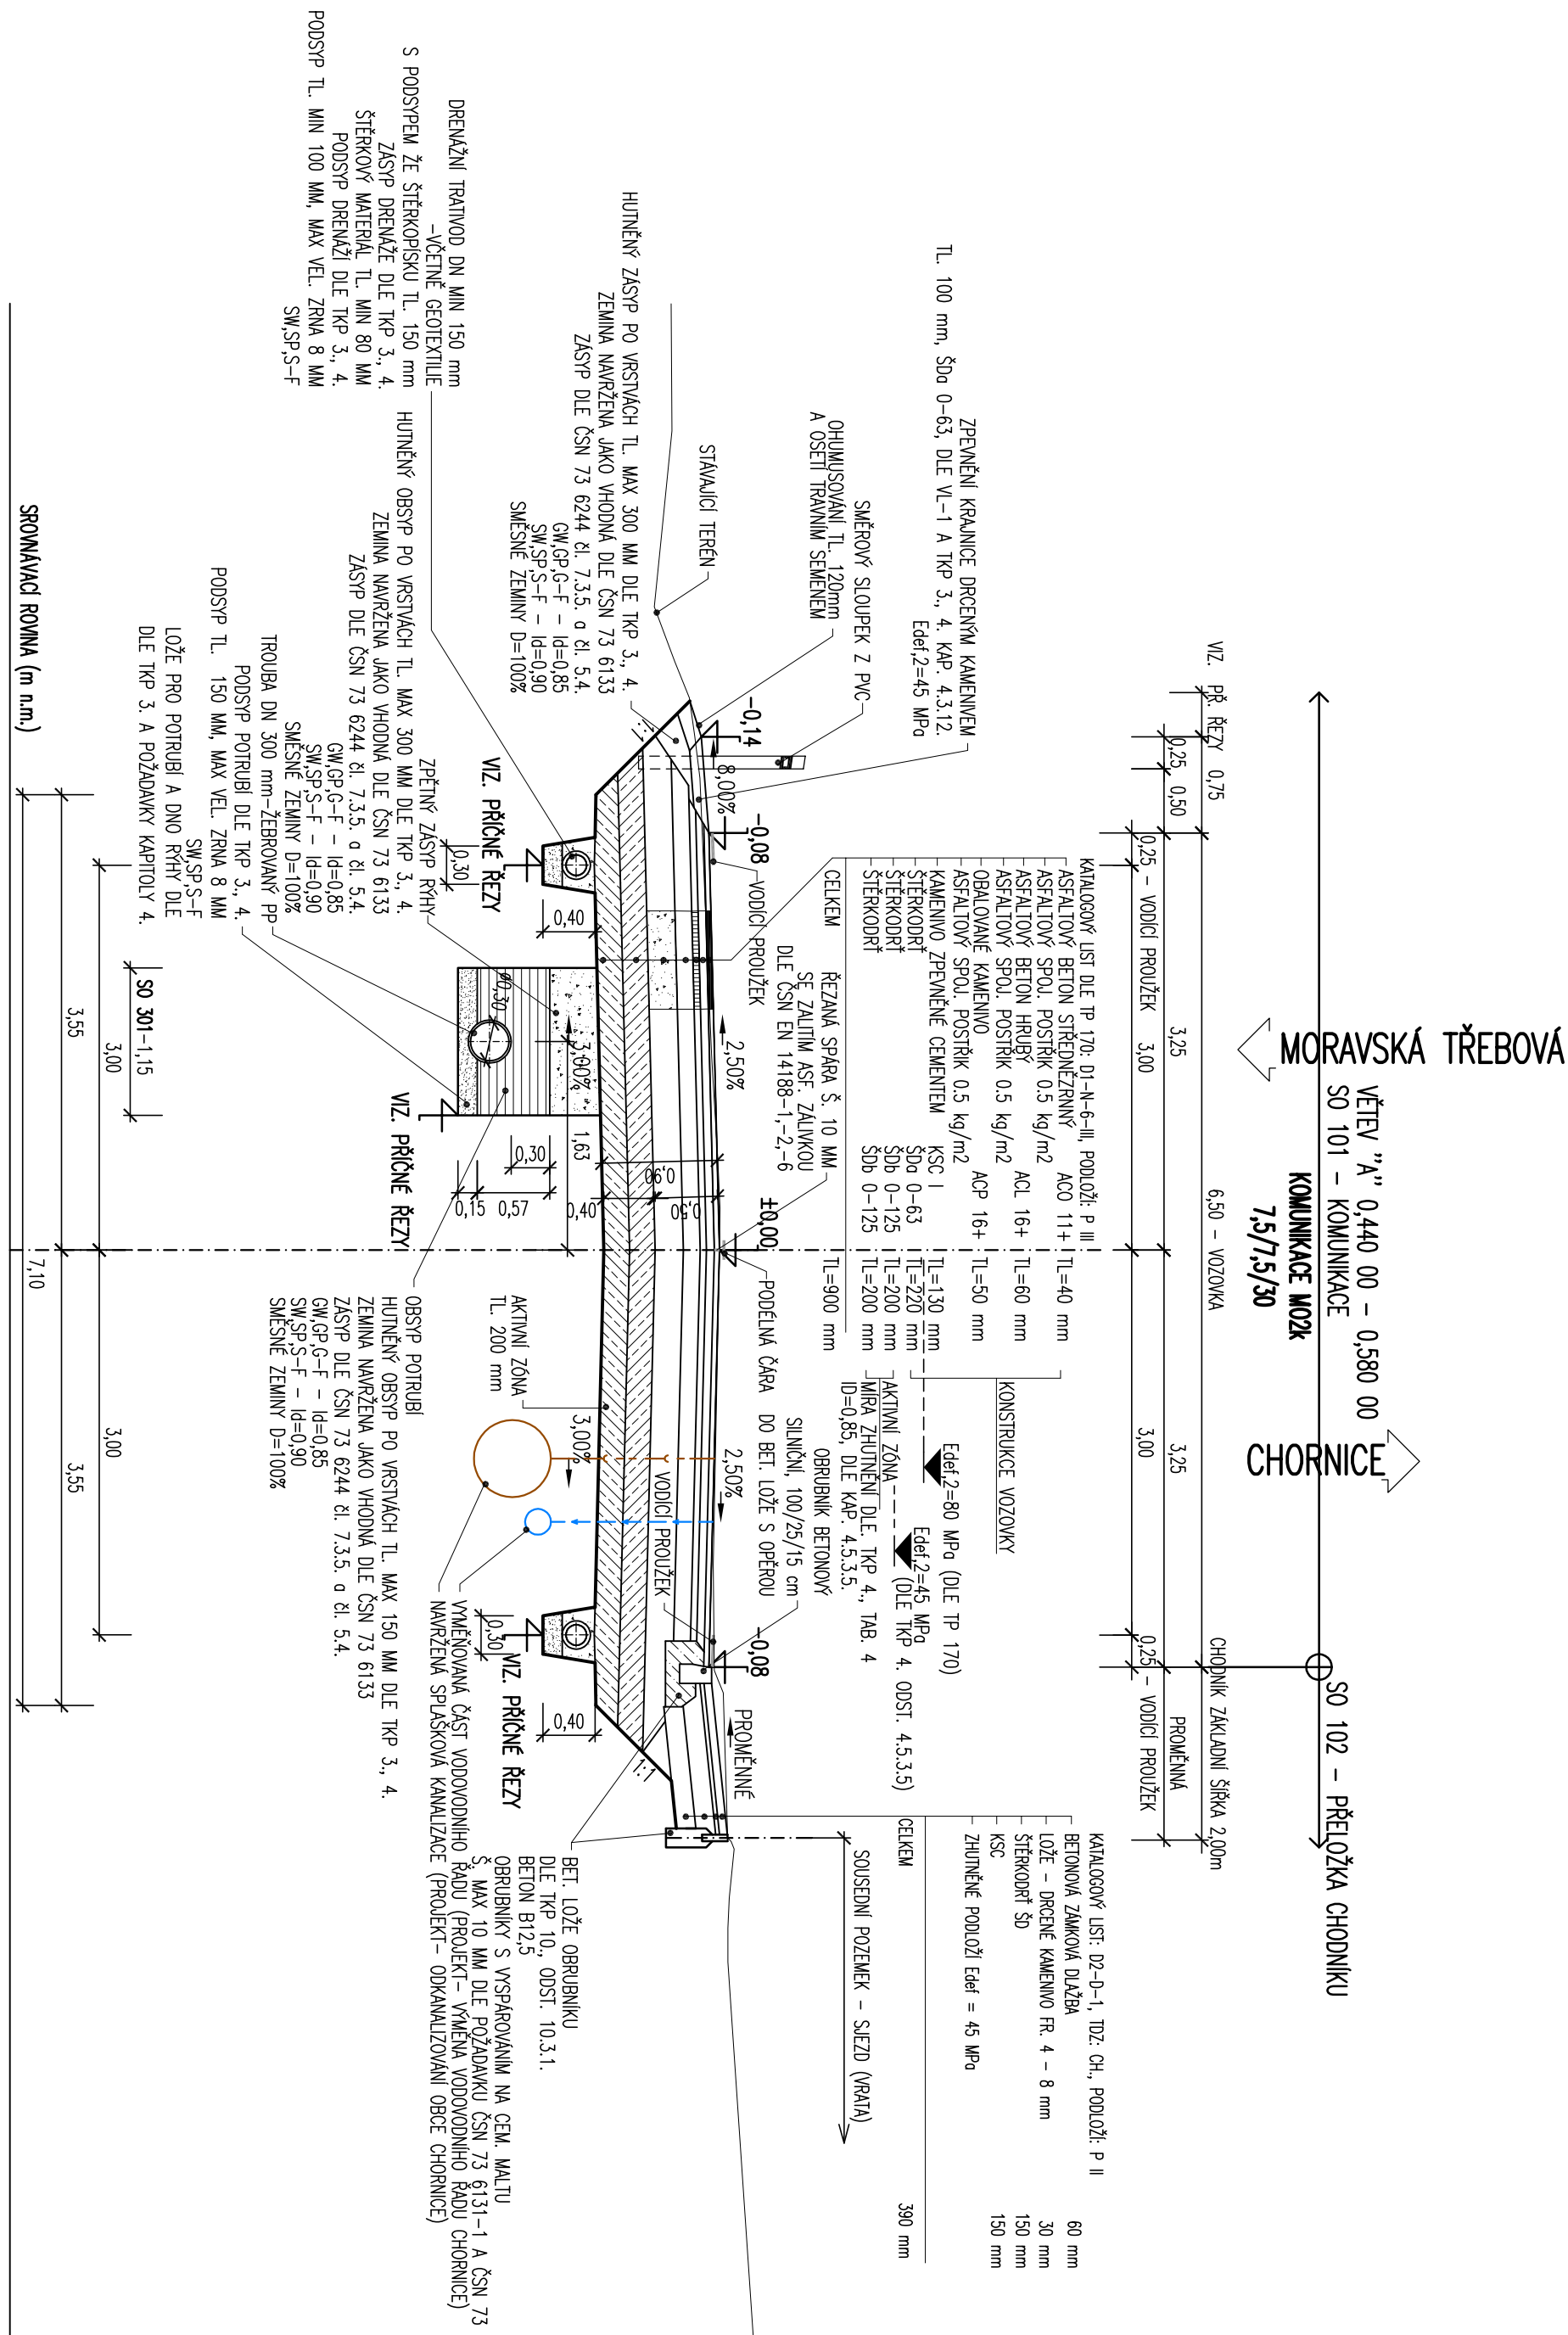 MORAVSKÁ TŘEBOVÁ
CHORNICE
VĚTEV "A" 0,440 00 - 0,580 00
SO 101 - KOMUNIKACE
KOMUNIKACE MO2k
7,5/7,5/30
SO 102 - PŘELOŽKA CHODNÍKU
VIZ. PŘ. ŘEZY 0,75
6,50 - VOZOVKA
CHODNÍK ZÁKLADNÍ ŠÍŘKA 2,00m
0,25
0,50
3,25
3,25
PROMĚNNÁ
0,25 - VODÍCÍ PROUŽEK
3,00
3,00
0,25 - VODÍCÍ PROUŽEK
KATALOGOVÝ LIST DLE TP 170: D1-N-6-III, PODLOŽÍ: P III
ASFALTOVÝ BETON STŘEDNĚZRNNÝ ACO 11+ TL=40 mm
ASFALTOVÝ SPOJ. POSTŘIK 0.5 kg/m2
ASFALTOVÝ BETON HRUBÝ ACL 16+ TL=60 mm
ASFALTOVÝ SPOJ. POSTŘIK 0.5 kg/m2
OBALOVANÉ KAMENIVO ACP 16+ TL=50 mm
ASFALTOVÝ SPOJ. POSTŘIK 0.5 kg/m2
KAMENIVO ZPEVNĚNÉ CEMENTEM KSC I TL=130 mm
ŠTĚRKODRŤ ŠDa 0-63 TL=220 mm
ŠTĚRKODRŤ ŠDb 0-125 TL=200 mm
ŠTĚRKODRŤ ŠDb 0-125 TL=200 mm
CELKEM TL=900 mm
KONSTRUKCE VOZOVKY
Edef,2=80 MPa (DLE TP 170)
Edef,2=45 MPa
AKTIVNÍ ZÓNA (DLE TKP 4. ODST. 4.5.3.5)
MÍRA ZHUTNĚNÍ DLE. TKP 4., TAB. 4
ID=0,85, DLE KAP. 4.5.3.5.
KATALOGOVÝ LIST: D2-D-1, TDZ: CH., PODLOŽÍ: P II
BETONOVÁ ZÁMKOVÁ DLAŽBA 60 mm
LOŽE - DRCENÉ KAMENIVO FR. 4 - 8 mm 30 mm
ŠTĚRKODRŤ ŠD 150 mm
KSC 150 mm
ZHUTNĚNÉ PODLOŽÍ Edef = 45 MPa
CELKEM 390 mm
ZPEVNĚNÍ KRAJNICE DRCENÝM KAMENIVEM
TL. 100 mm, ŠDa 0-63, DLE VL-1 A TKP 3., 4. KAP. 4.3.12.
Edef,2=45 MPa
SMĚROVÝ SLOUPEK Z PVC
OHUMUSOVÁNÍ TL. 120mm
A OSETÍ TRAVNÍM SEMENEM
STÁVAJÍCÍ TERÉN
HUTNĚNÝ ZÁSYP PO VRSTVÁCH TL. MAX 300 MM DLE TKP 3., 4.
ZEMINA NAVRŽENA JAKO VHODNÁ DLE ČSN 73 6133
ZÁSYP DLE ČSN 73 6244 čl. 7.3.5. a čl. 5.4.
GW,GP,G-F - Id=0,85
SW,SP,S-F - Id=0,90
SMĚSNÉ ZEMINY D=100%
ŘEZANÁ SPÁRA Š. 10 MM
SE ZALITÍM ASF. ZÁLIVKOU
DLE ČSN EN 14188-1,-2,-6
VODÍCÍ PROUŽEK
PODÉLNÁ ČÁRA
OBRUBNÍK BETONOVÝ
SILNIČNÍ, 100/25/15 cm
DO BET. LOŽE S OPĚROU
VODÍCÍ PROUŽEK
SOUSEDNÍ POZEMEK - SJEZD (VRATA)
-0,14
-0,08
±0,00
-0,08
8,00%
2,50%
2,50%
PROMĚNNÉ
1:1
3,00%
3,00%
1,63
0,90
0,50
0,40
0,30
0,40
0,30
0,40
ø0,30
0,30
0,57
0,15
VIZ. PŘÍČNÉ ŘEZY
VIZ. PŘÍČNÉ ŘEZY
VIZ. PŘÍČNÉ ŘEZY
DRENÁŽNÍ TRATIVOD DN MIN 150 mm
-VČETNĚ GEOTEXTILIE
S PODSYPEM ZE ŠTĚRKOPÍSKU TL. 150 mm
ZÁSYP DRENÁŽE DLE TKP 3., 4.
ŠTĚRKOVÝ MATERIÁL TL. MIN 80 MM
PODSYP DRENÁŽÍ DLE TKP 3., 4.
PODSYP TL. MIN 100 MM, MAX VEL. ZRNA 8 MM
SW,SP,S-F
ZPĚTNÝ ZÁSYP RÝHY
HUTNĚNÝ OBSYP PO VRSTVÁCH TL. MAX 300 MM DLE TKP 3., 4.
ZEMINA NAVRŽENA JAKO VHODNÁ DLE ČSN 73 6133
ZÁSYP DLE ČSN 73 6244 čl. 7.3.5. a čl. 5.4.
GW,GP,G-F - Id=0,85
SW,SP,S-F - Id=0,90
SMĚSNÉ ZEMINY D=100%
TROUBA DN 300 mm-ŽEBROVANÝ PP
PODSYP POTRUBÍ DLE TKP 3., 4.
PODSYP TL. 150 MM, MAX VEL. ZRNA 8 MM
SW,SP,S-F
LOŽE PRO POTRUBÍ A DNO RÝHY DLE
DLE TKP 3. A POŽADAVKY KAPITOLY 4.
AKTIVNÍ ZÓNA
TL. 200 mm
OBSYP POTRUBÍ
HUTNĚNÝ OBSYP PO VRSTVÁCH TL. MAX 150 MM DLE TKP 3., 4.
ZEMINA NAVRŽENA JAKO VHODNÁ DLE ČSN 73 6133
ZÁSYP DLE ČSN 73 6244 čl. 7.3.5. a čl. 5.4.
GW,GP,G-F - Id=0,85
SW,SP,S-F - Id=0,90
SMĚSNÉ ZEMINY D=100%
BET. LOŽE OBRUBNÍKU
DLE TKP 10., ODST. 10.3.1.
BETON B12,5
OBRUBNÍKY S VYSPÁROVÁNÍM NA CEM. MALTU
Š. MAX 10 MM DLE POŽADAVKU ČSN 73 6131-1 A ČSN 73
VYMĚŇOVANÁ ČÁST VODOVODNÍHO ŘADU (PROJEKT- VÝMĚNA VODOVODNÍHO ŘADU CHORNICE)
NAVRŽENÁ SPLAŠKOVÁ KANALIZACE (PROJEKT- ODKANALIZOVÁNÍ OBCE CHORNICE)
SO 301-1,15
3,00
3,00
3,55
3,55
7,10
SROVNÁVACÍ ROVINA (m n.m.)